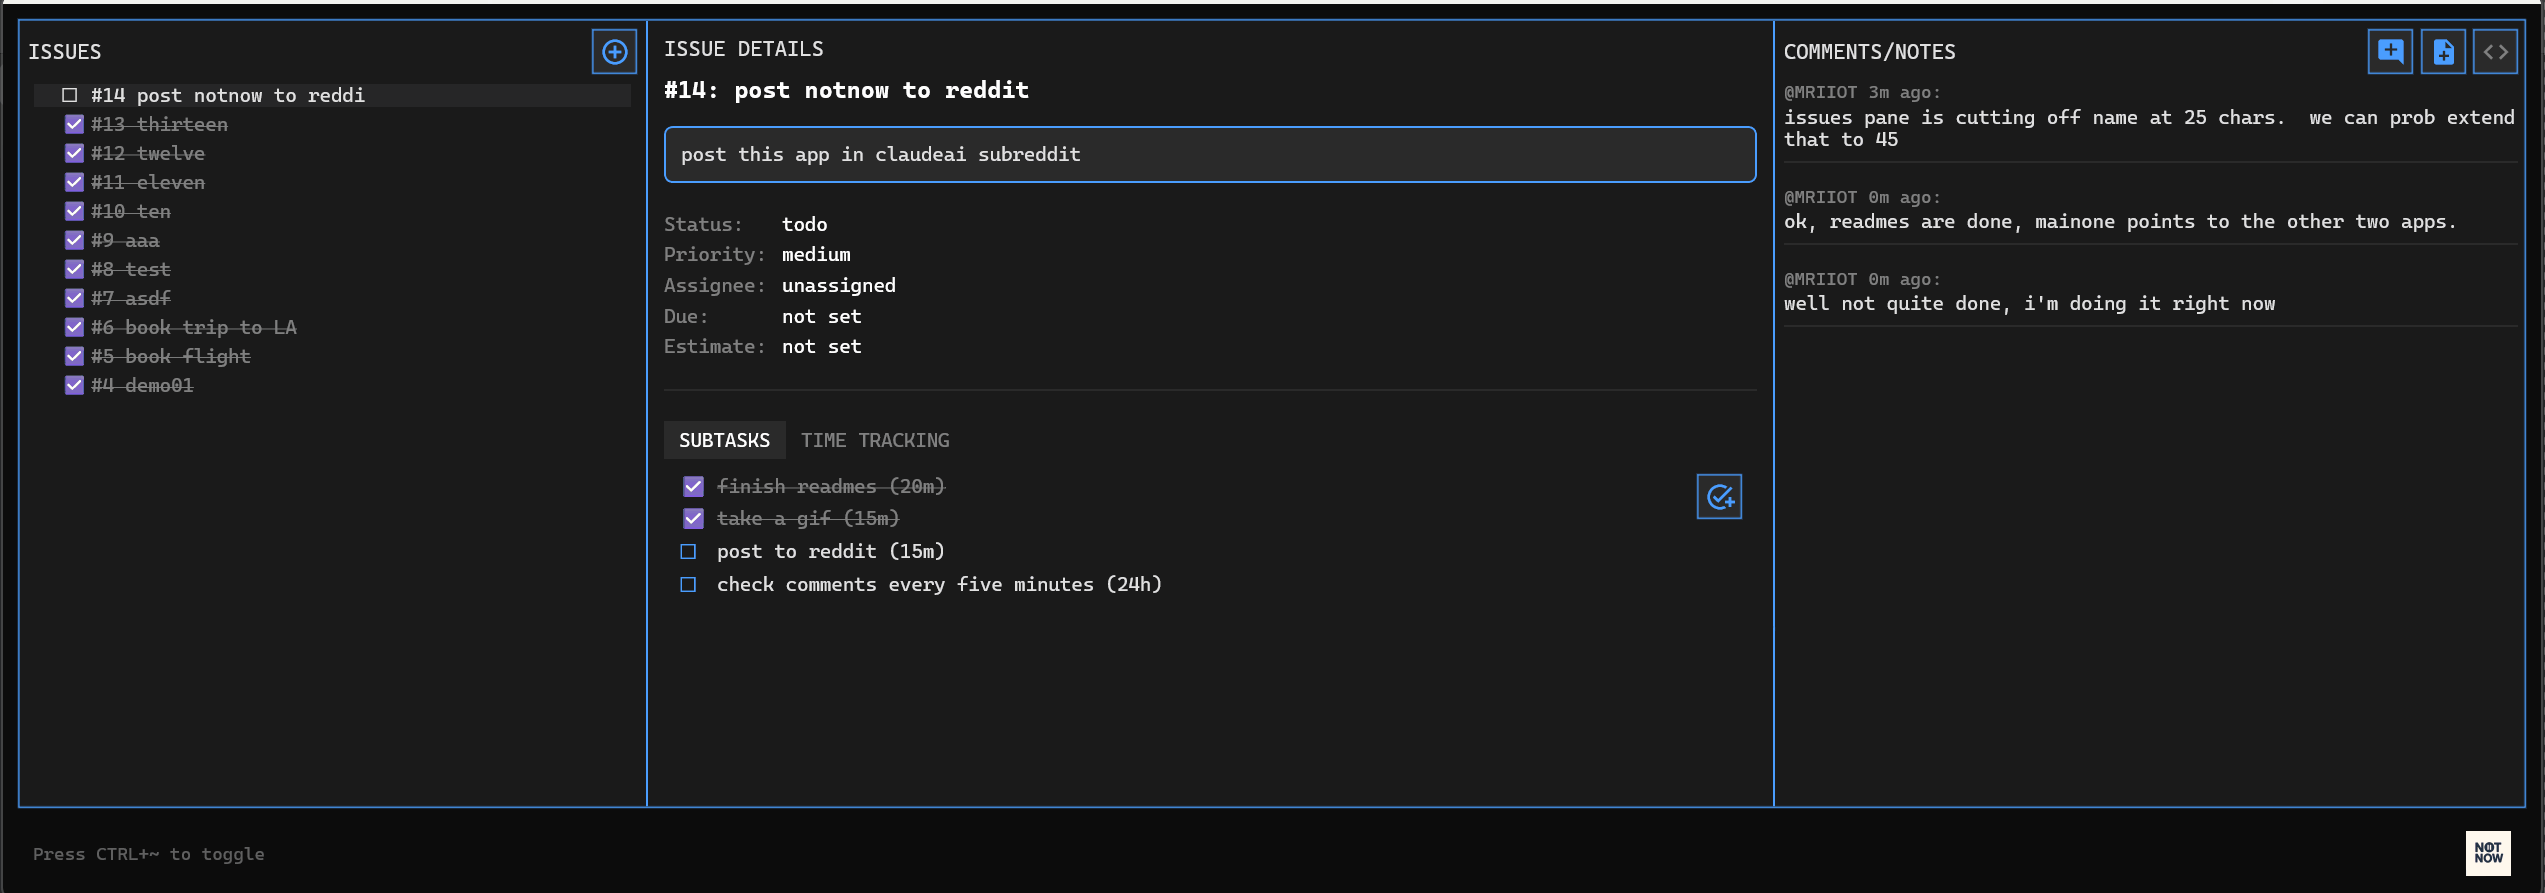 ISSUES
#14 post notnow to reddi
#13 thirteen
#12 twelve
#11 eleven
#10 ten
#9 aaa
#8 test
#7 asdf
#6 book trip to LA
#5 book flight
#4 demo01
ISSUE DETAILS
#14: post notnow to reddit
post this app in claudeai subreddit
Status: todo
Priority: medium
Assignee: unassigned
Due: not set
Estimate: not set
SUBTASKS TIME TRACKING
finish readmes (20m)
take a gif (15m)
post to reddit (15m)
check comments every five minutes (24h)
COMMENTS/NOTES
@MRIIOT 3m ago:
issues pane is cutting off name at 25 chars.  we can prob extend
that to 45
@MRIIOT 0m ago:
ok, readmes are done, mainone points to the other two apps.
@MRIIOT 0m ago:
well not quite done, i'm doing it right now
Press CTRL+~ to toggle
NOT
NOW